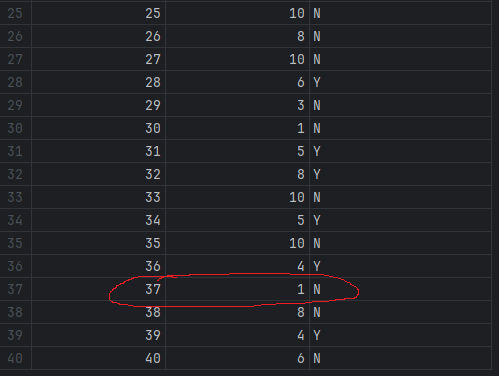 25 25 10 N
26 26 8 N
27 27 10 N
28 28 6 Y
29 29 3 N
30 30 1 N
31 31 5 Y
32 32 8 Y
33 33 10 N
34 34 5 Y
35 35 10 N
36 36 4 Y
37 37 1 N
38 38 8 N
39 39 4 Y
40 40 6 N